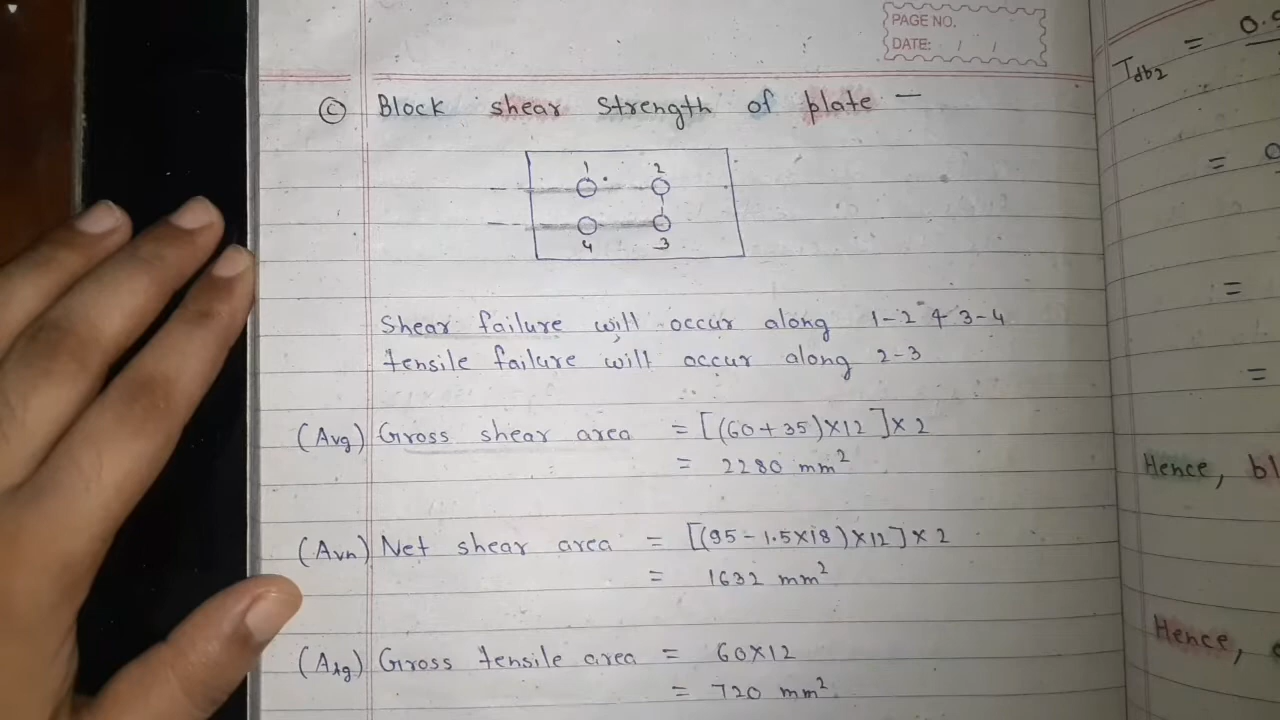 PAGE NO.
DATE: / /
(C) Block shear strength of plate —
1 2
4 3
Shear failure will occur along 1-2 & 3-4
tensile failure will occur along 2-3
(Avg) Gross shear area = [(60+35)×12]×2
= 2280 mm²
(Avn) Net shear area = [(95-1.5×18)×12]×2
= 1632 mm²
(Atg) Gross tensile area = 60×12
= 720 mm²
Tdb2 =
=
=
=
Hence,
Hence,